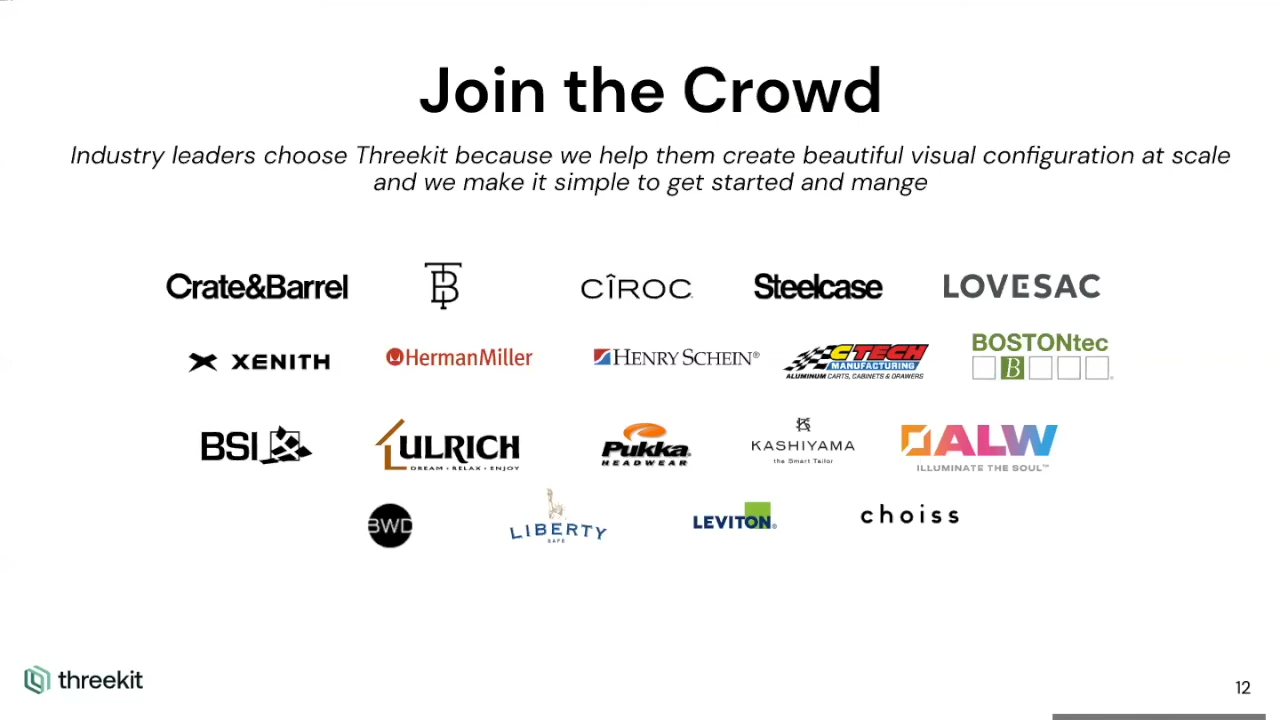 Join the Crowd
Industry leaders choose Threekit because we help them create beautiful visual configuration at scale
and we make it simple to get started and mange
Crate&Barrel TB CÎROC Steelcase LOVESAC
XENITH HermanMiller HENRY SCHEIN® CTECH MANUFACTURING ALUMINUM CARTS, CABINETS & DRAWERS BOSTONtec B
BSI ULRICH DREAM • RELAX • ENJOY Pukka HEADWEAR KASHIYAMA the Smart Tailor ALW ILLUMINATE THE SOUL™
BWD LIBERTY SAFE LEVITON® choiss
threekit
12